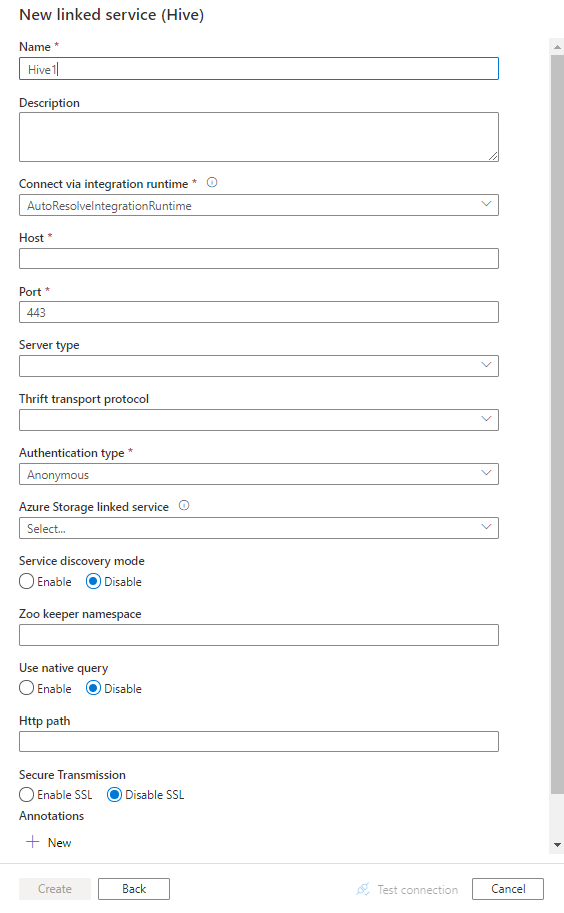 New linked service (Hive)
Name *
Hive1
Description
Connect via integration runtime *
AutoResolveIntegrationRuntime
Host *
Port *
443
Server type
Thrift transport protocol
Authentication type *
Anonymous
Azure Storage linked service
Select...
Service discovery mode
Enable Disable
Zoo keeper namespace
Use native query
Enable Disable
Http path
Secure Transmission
Enable SSL Disable SSL
Annotations
+ New
Create Back Test connection Cancel